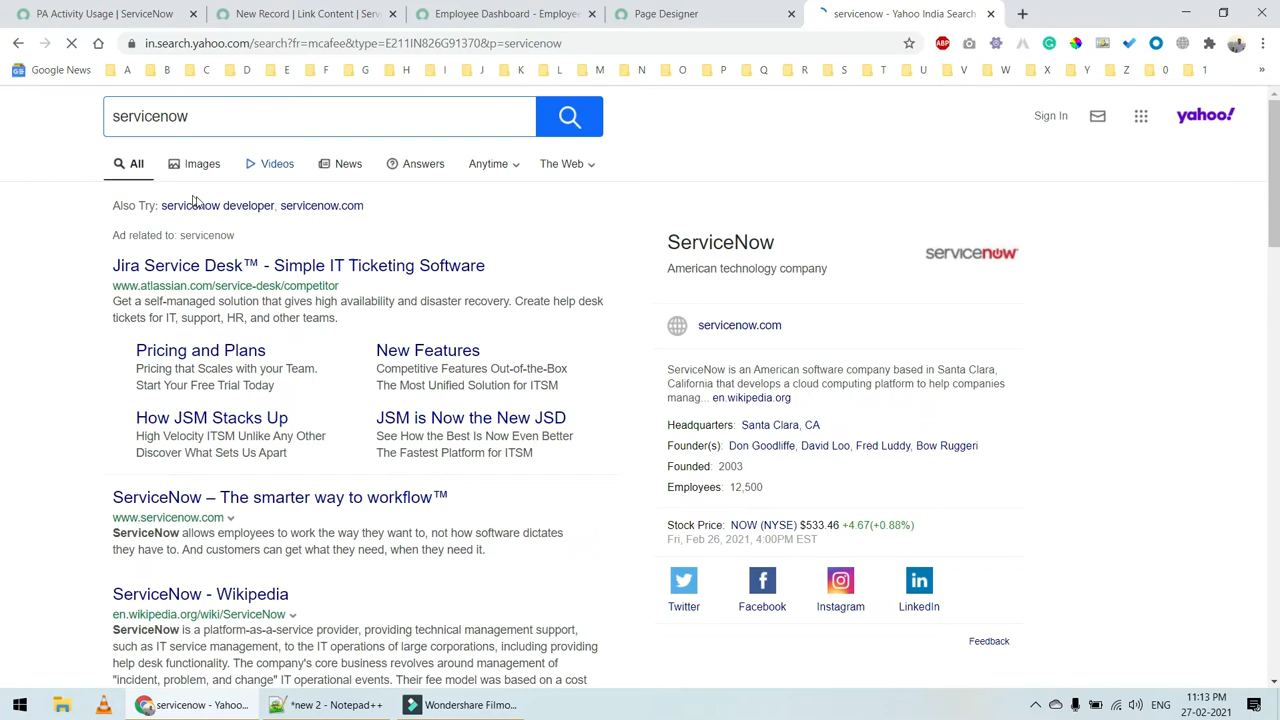 PA Activity Usage | ServiceNow
New Record | Link Content | Serv
Employee Dashboard - Employee
Page Designer
servicenow - Yahoo India Search
in.search.yahoo.com/search?fr=mcafee&type=E211IN826G91370&p=servicenow
ABP
Google News A B C D E F G H I J K L M N O P Q R S T U V W X Y Z 0 1 »
servicenow
Sign In
yahoo!
All Images Videos News Answers Anytime The Web
Also Try: servicenow developer, servicenow.com
Ad related to: servicenow
Jira Service Desk™ - Simple IT Ticketing Software
www.atlassian.com/service-desk/competitor
Get a self-managed solution that gives high availability and disaster recovery. Create help desk
tickets for IT, support, HR, and other teams.
Pricing and Plans
Pricing that Scales with your Team.
Start Your Free Trial Today
New Features
Competitive Features Out-of-the-Box
The Most Unified Solution for ITSM
How JSM Stacks Up
High Velocity ITSM Unlike Any Other
Discover What Sets Us Apart
JSM is Now the New JSD
See How the Best Is Now Even Better
The Fastest Platform for ITSM
ServiceNow – The smarter way to workflow™
www.servicenow.com
ServiceNow allows employees to work the way they want to, not how software dictates
they have to. And customers can get what they need, when they need it.
ServiceNow - Wikipedia
en.wikipedia.org/wiki/ServiceNow
ServiceNow is a platform-as-a-service provider, providing technical management support,
such as IT service management, to the IT operations of large corporations, including providing
help desk functionality. The company's core business revolves around management of
"incident, problem, and change" IT operational events. Their fee model was based on a cost
ServiceNow
American technology company
servicenow
servicenow.com
ServiceNow is an American software company based in Santa Clara,
California that develops a cloud computing platform to help companies
manag... en.wikipedia.org
Headquarters: Santa Clara, CA
Founder(s): Don Goodliffe, David Loo, Fred Luddy, Bow Ruggeri
Founded: 2003
Employees: 12,500
Stock Price: NOW (NYSE) $533.46 +4.67(+0.88%)
Fri, Feb 26, 2021, 4:00PM EST
Twitter Facebook Instagram LinkedIn
Feedback
servicenow - Yahoo...
*new 2 - Notepad++
Wondershare Filmo...
ENG
11:13 PM
27-02-2021